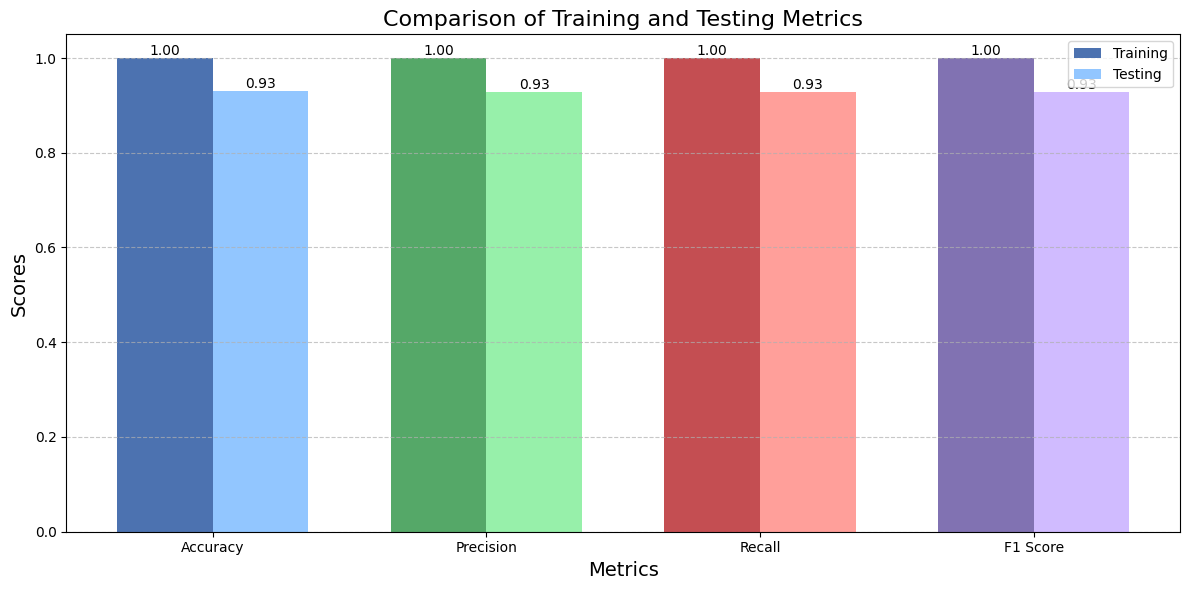 Comparison of Training and Testing Metrics
Training
Testing
1.00
0.93
1.00
0.93
1.00
0.93
1.00
0.93
Scores
1.0
0.8
0.6
0.4
0.2
0.0
Accuracy
Precision
Recall
F1 Score
Metrics